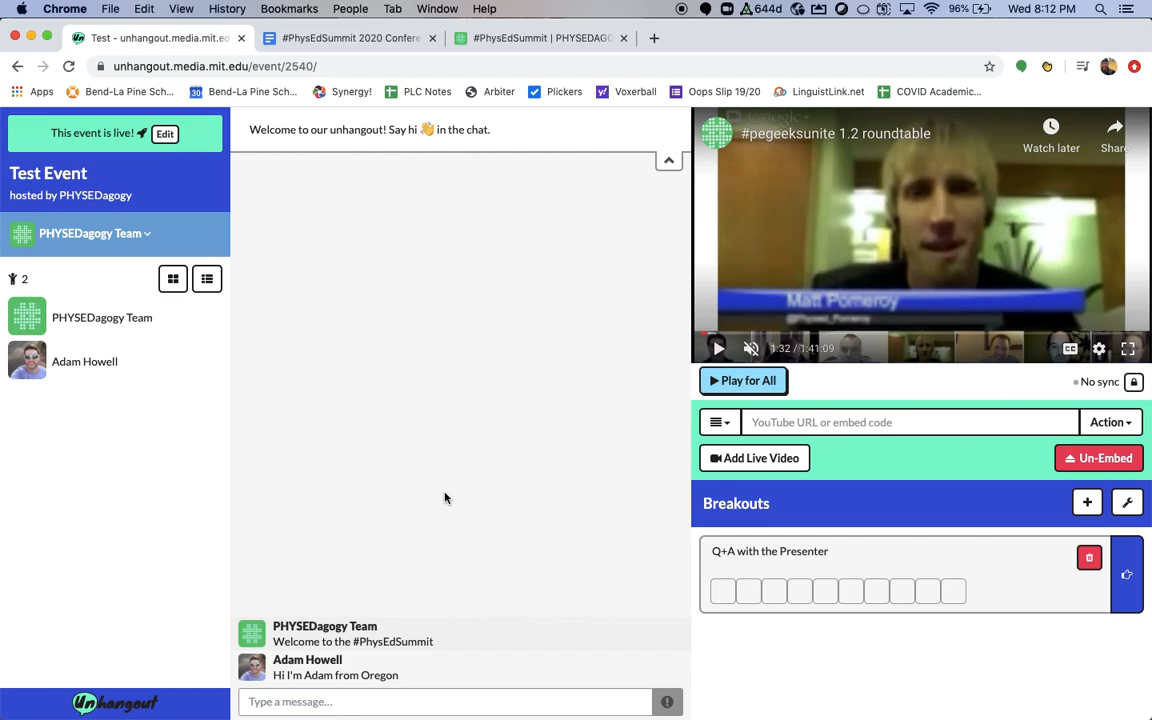 Chrome File Edit View History Bookmarks People Tab Window Help 644d 96% Wed 8:12 PM
Test - unhangout.media.mit.ed #PhysEdSummit 2020 Confere #PhysEdSummit | PHYSEDAGO
unhangout.media.mit.edu/event/2540/
Apps Bend-La Pine Sch... Bend-La Pine Sch... Synergy! PLC Notes Arbiter Plickers Voxerball Oops Slip 19/20 LinguistLink.net COVID Academic...
This event is live! Edit
Test Event
hosted by PHYSEDagogy
PHYSEDagogy Team
2
PHYSEDagogy Team
Adam Howell
Unhangout
Welcome to our unhangout! Say hi 👋 in the chat.
PHYSEDagogy Team
Welcome to the #PhysEdSummit
Adam Howell
Hi I'm Adam from Oregon
Type a message...
Google+
#pegeeksunite 1.2 roundtable
Watch later
Share
Matt Pomeroy
@Physed_Pomeroy
1:32 / 1:41:09
CC
Play for All
No sync
YouTube URL or embed code
Action
Add Live Video
Un-Embed
Breakouts
Q+A with the Presenter